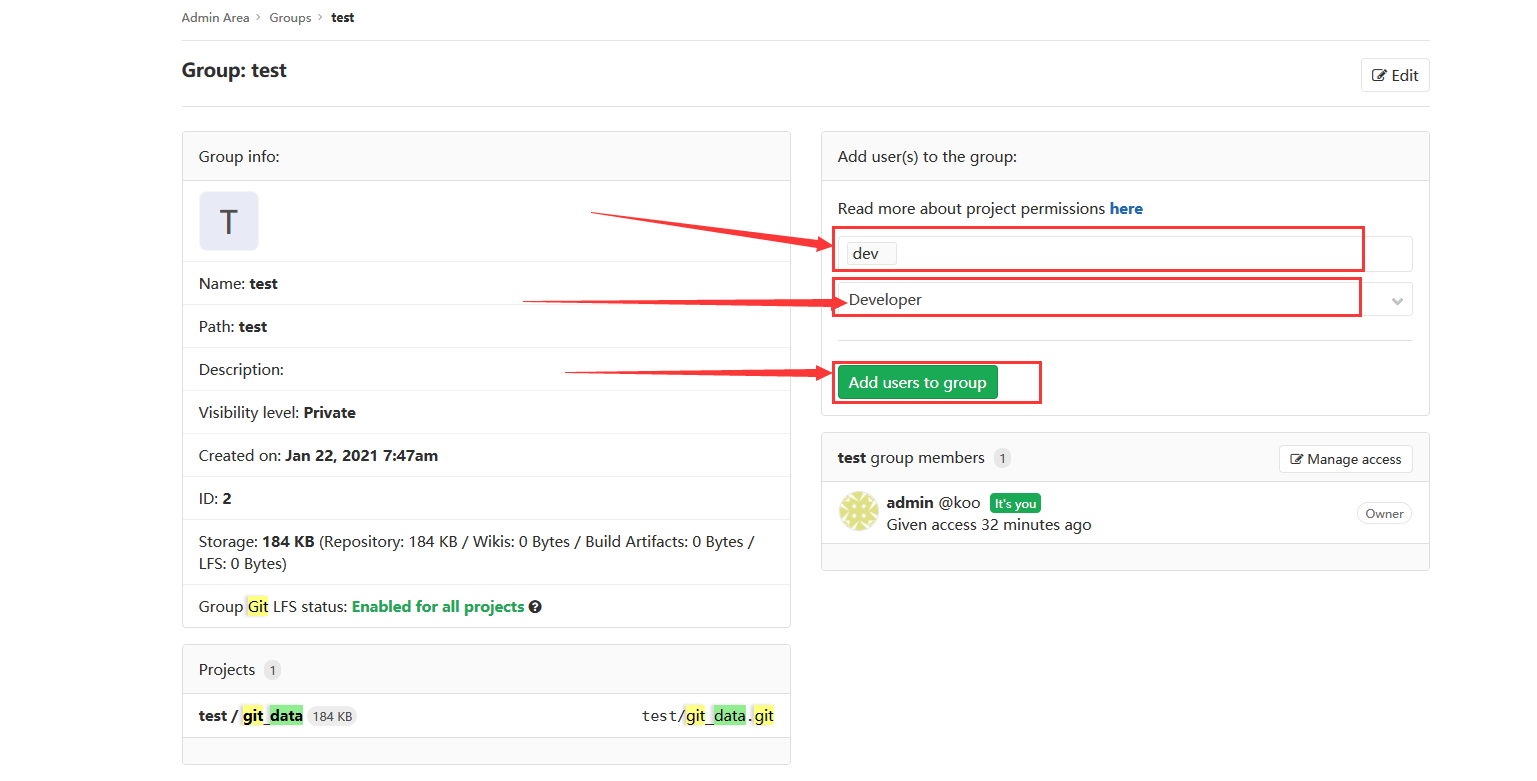 Admin Area > Groups > test
Group: test
Edit
Group info:
T
Name: test
Path: test
Description:
Visibility level: Private
Created on: Jan 22, 2021 7:47am
ID: 2
Storage: 184 KB (Repository: 184 KB / Wikis: 0 Bytes / Build Artifacts: 0 Bytes /
LFS: 0 Bytes)
Group Git LFS status: Enabled for all projects
Projects 1
test / git_data 184 KB test/git_data.git
Add user(s) to the group:
Read more about project permissions here
dev
Developer
Add users to group
test group members 1 Manage access
admin @koo It's you
Given access 32 minutes ago
Owner